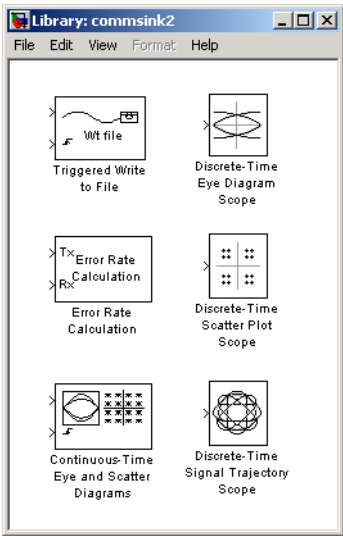 Library: commsink2
File Edit View Format Help
Wt file
Triggered Write
to File
Discrete-Time
Eye Diagram
Scope
Tx
Rx
Error Rate
Calculation
Error Rate
Calculation
Discrete-Time
Scatter Plot
Scope
Continuous-Time
Eye and Scatter
Diagrams
Discrete-Time
Signal Trajectory
Scope